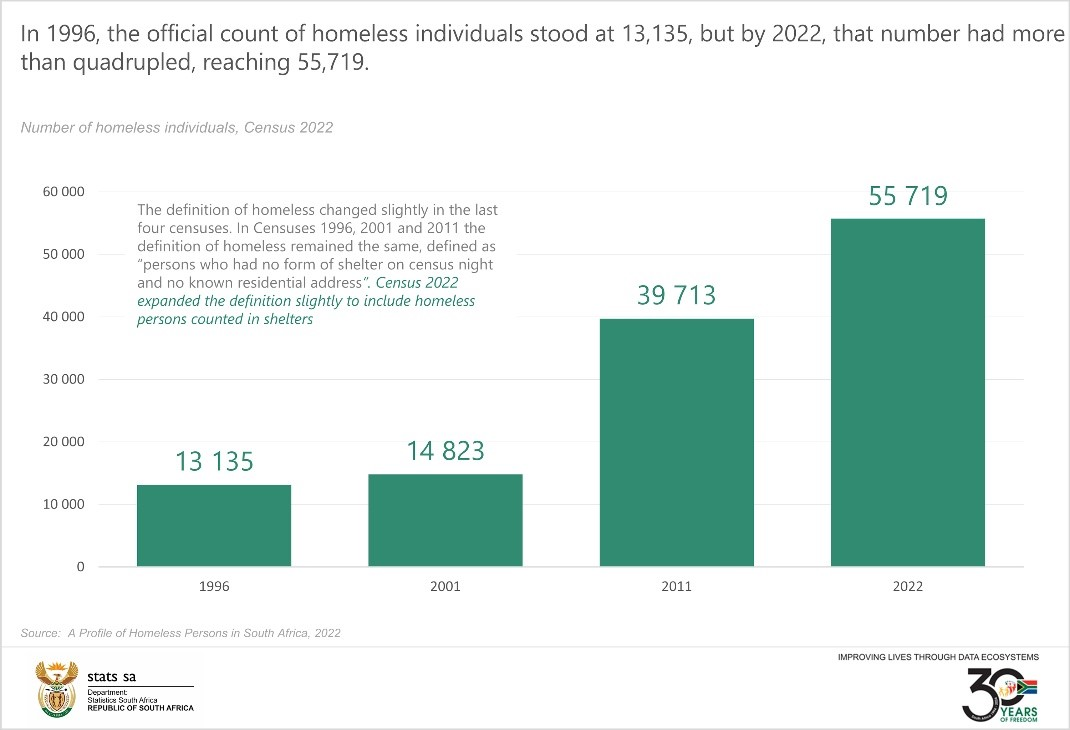 In 1996, the official count of homeless individuals stood at 13,135, but by 2022, that number had more
than quadrupled, reaching 55,719.
Number of homeless individuals, Census 2022
60 000
50 000
40 000
30 000
20 000
10 000
0
The definition of homeless changed slightly in the last
four censuses. In Censuses 1996, 2001 and 2011 the
definition of homeless remained the same, defined as
“persons who had no form of shelter on census night
and no known residential address”. Census 2022
expanded the definition slightly to include homeless
persons counted in shelters
13 135
14 823
39 713
55 719
1996
2001
2011
2022
Source: A Profile of Homeless Persons in South Africa, 2022
stats sa
Department:
Statistics South Africa
REPUBLIC OF SOUTH AFRICA
IMPROVING LIVES THROUGH DATA ECOSYSTEMS
30
YEARS
OF FREEDOM